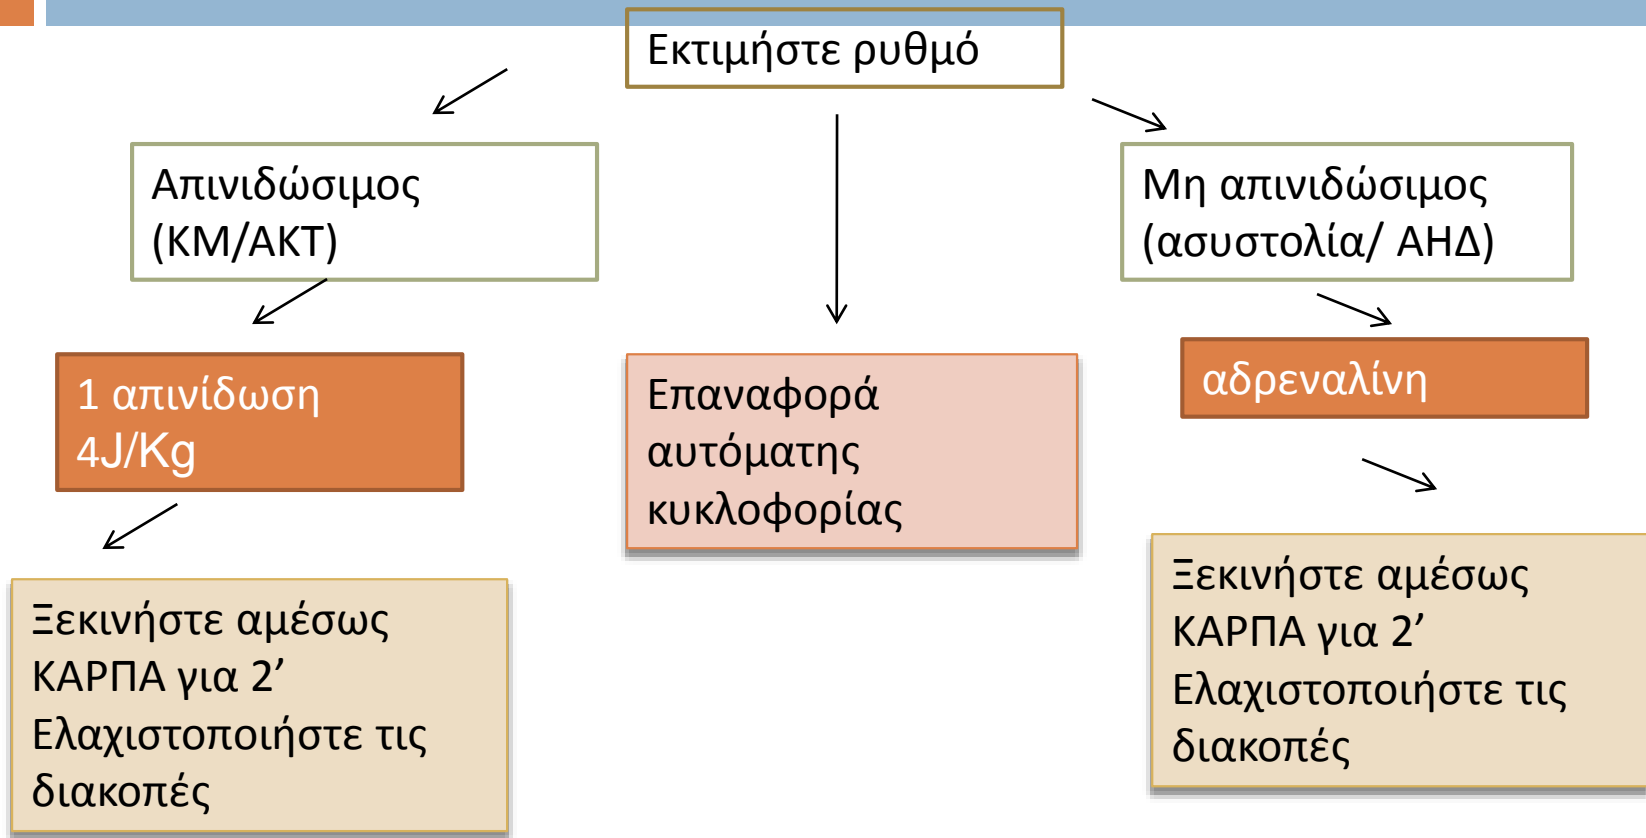 Εκτιμήστε ρυθμό
Απινιδώσιμος
(ΚΜ/ΑΚΤ)
Μη απινιδώσιμος
(ασυστολία/ ΑΗΔ)
1 απινίδωση
4J/Kg
Επαναφορά
αυτόματης
κυκλοφορίας
αδρεναλίνη
Ξεκινήστε αμέσως
ΚΑΡΠΑ για 2’
Ελαχιστοποιήστε τις
διακοπές
Ξεκινήστε αμέσως
ΚΑΡΠΑ για 2’
Ελαχιστοποιήστε τις
διακοπές